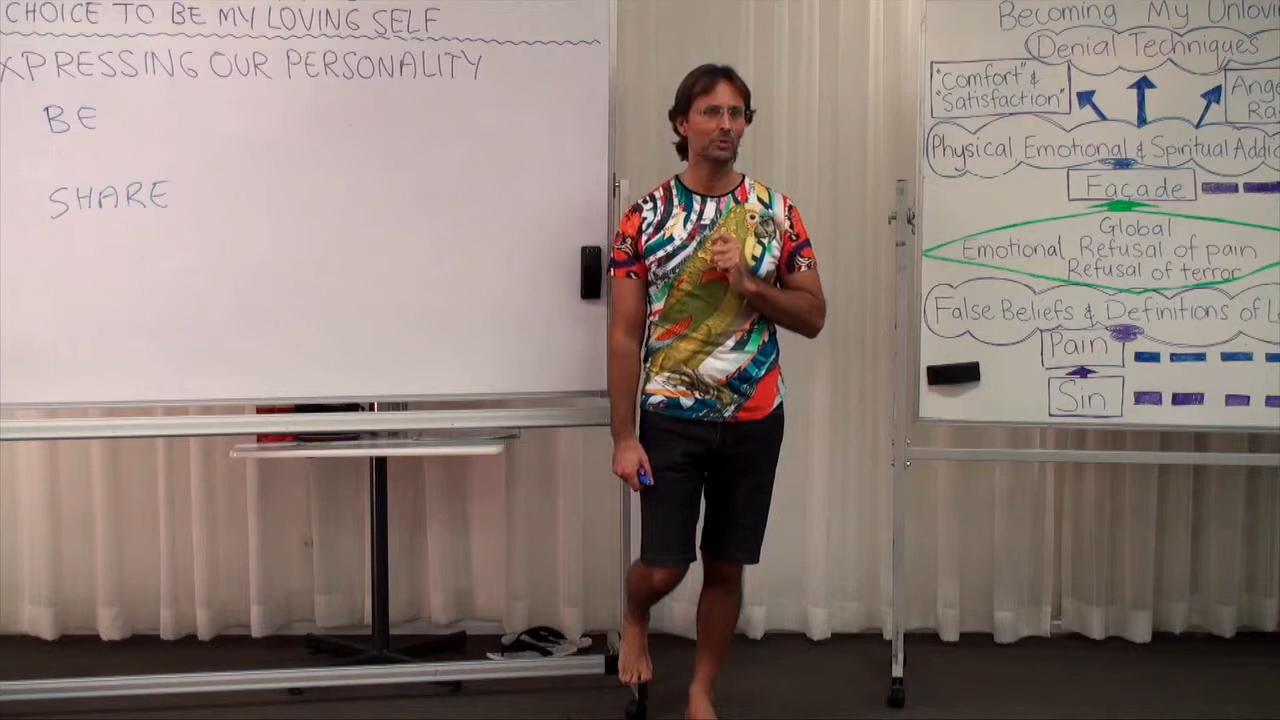 CHOICE TO BE MY LOVING SELF
XPRESSING OUR PERSONALITY
BE
SHARE
Becoming My Unlovi
Denial Techniques
"Comfort" &
"Satisfaction"
Ange
Ra
Physical Emotional & Spiritual Addic
Façade
Global
Emotional Refusal of pain
Refusal of terror
False Beliefs & Definitions of L
Pain
Sin